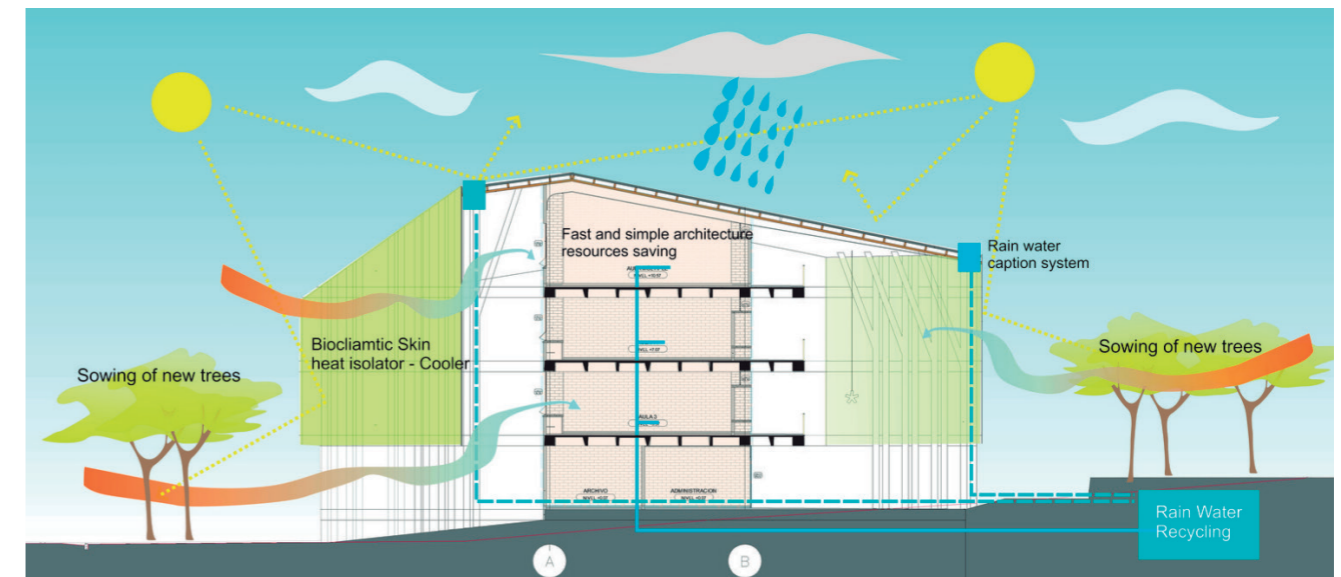 Fast and simple architecture
resources saving
Rain water
caption system
Biocliamtic Skin
heat isolator - Cooler
Sowing of new trees
Sowing of new trees
AULA 3
ARCHIVO
ADMINISTRACION
Rain Water
Recycling
A
B